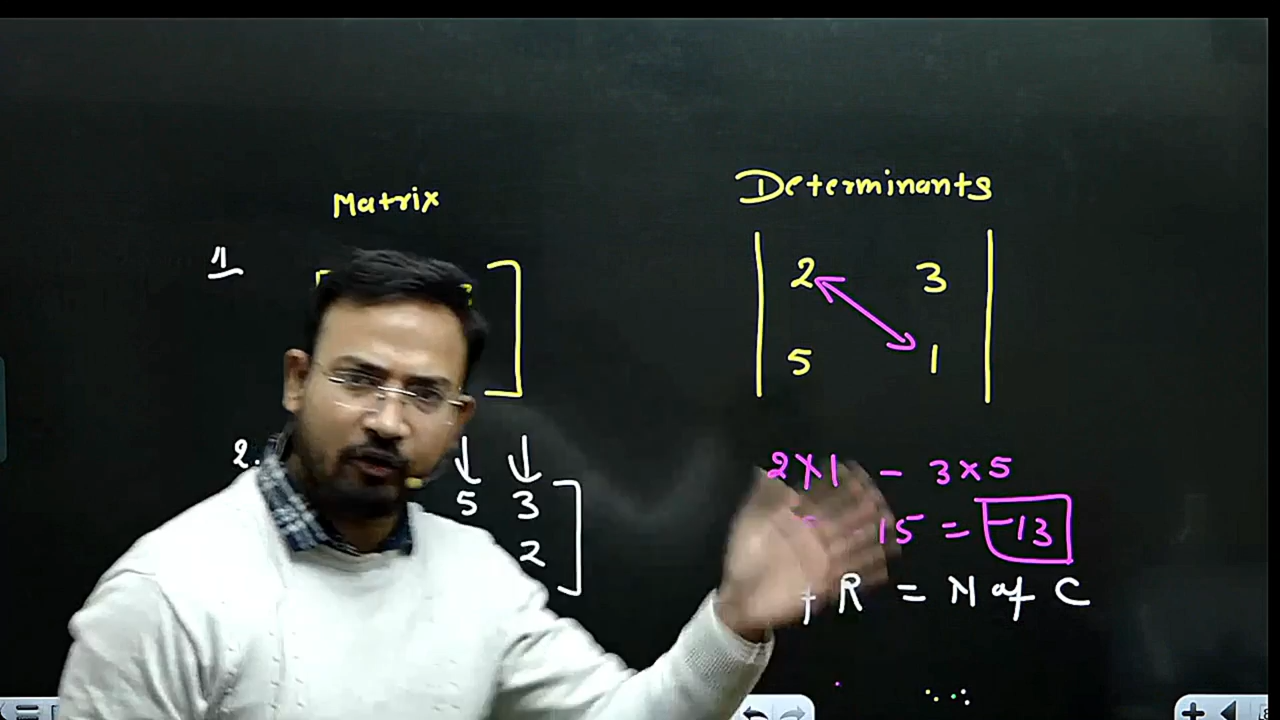 Matrix
Determinants
1
2 3
5 1
2.
5 3
2
2×1 - 3×5
15 = -13
R = N of C